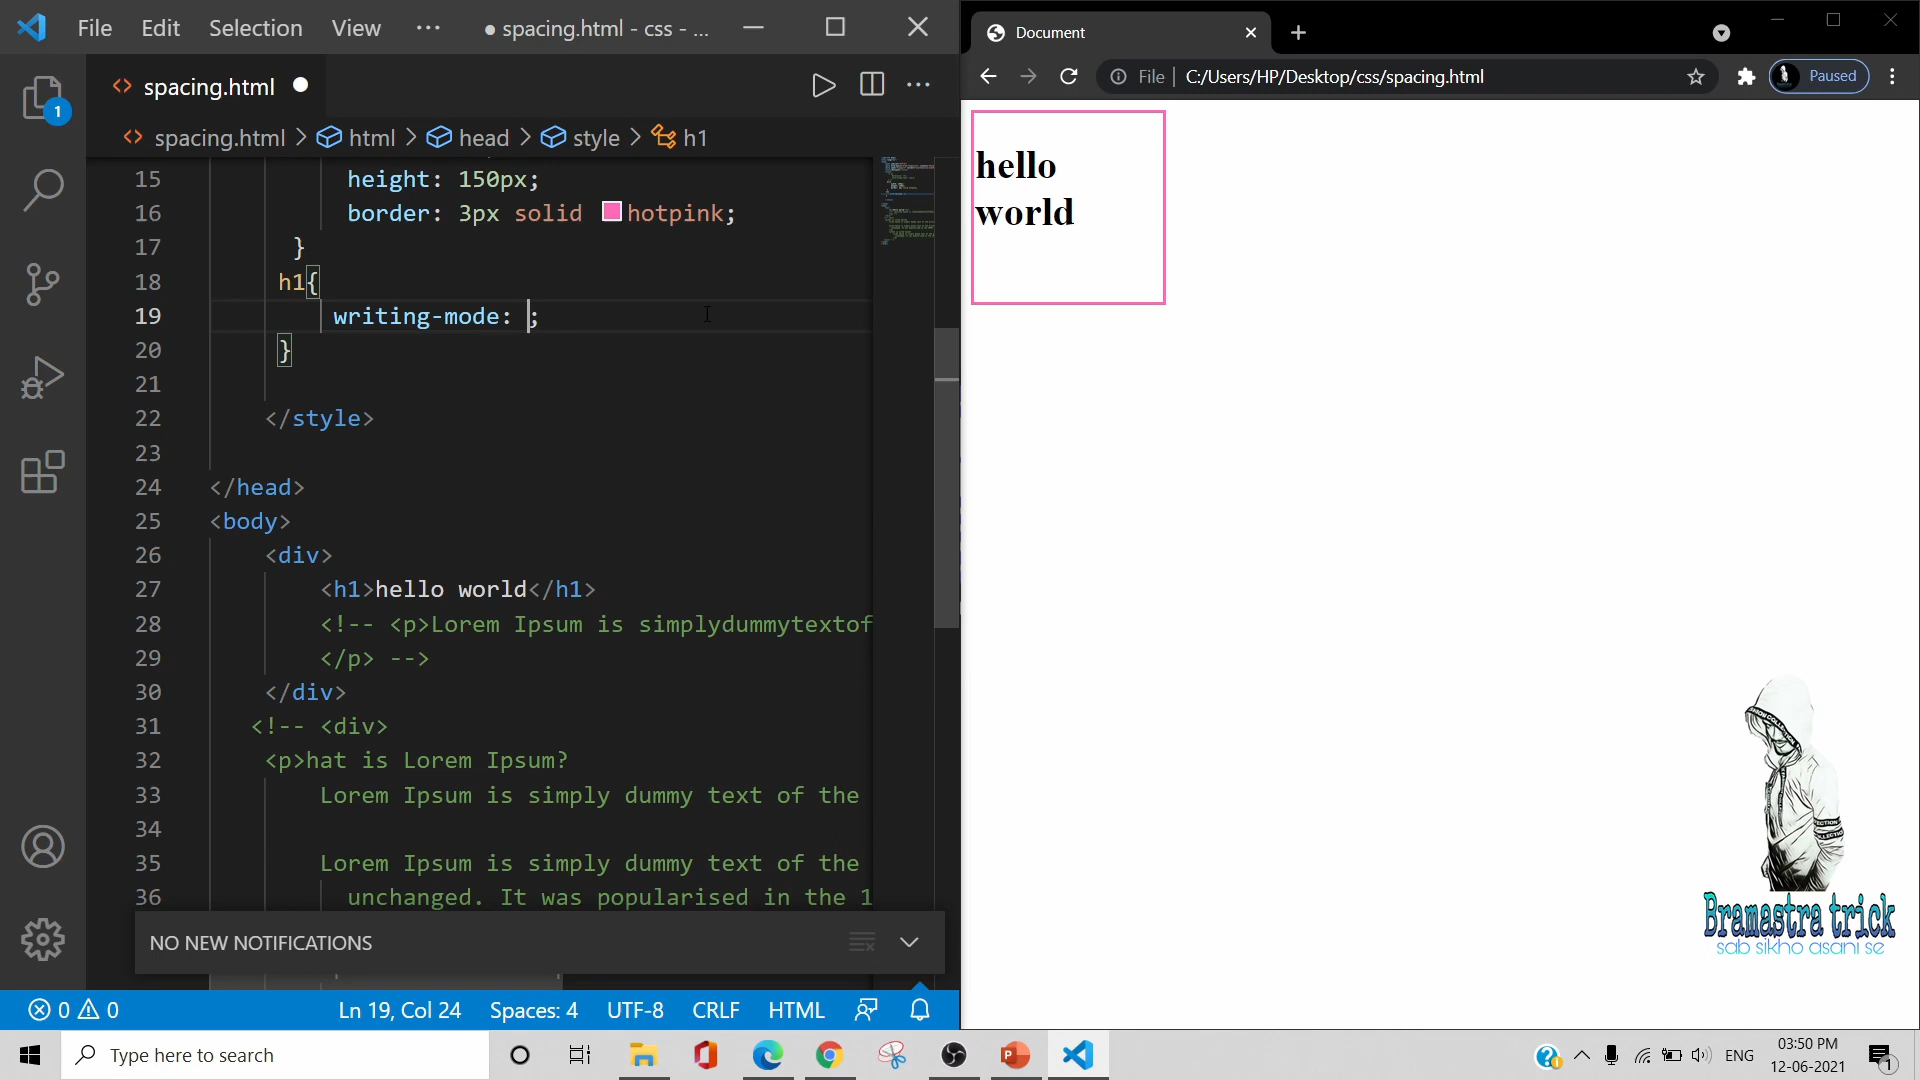 File Edit Selection View ··· ● spacing.html - css - ...
<> spacing.html ●
<> spacing.html > html > head > style > h1
1
15 height: 150px;
16 border: 3px solid hotpink;
17 }
18 h1{
19 writing-mode: ;
20 }
21
22 </style>
23
24 </head>
25 <body>
26 <div>
27 <h1>hello world</h1>
28 <!-- <p>Lorem Ipsum is simplydummytextof
29 </p> -->
30 </div>
31 <!-- <div>
32 <p>hat is Lorem Ipsum?
33 Lorem Ipsum is simply dummy text of the
34
35 Lorem Ipsum is simply dummy text of the
36 unchanged. It was popularised in the 1
NO NEW NOTIFICATIONS
0 0 Ln 19, Col 24 Spaces: 4 UTF-8 CRLF HTML
Document
File | C:/Users/HP/Desktop/css/spacing.html Paused
hello
world
Bramastra trick
sab sikho asani se
Type here to search
ENG 03:50 PM
12-06-2021
1